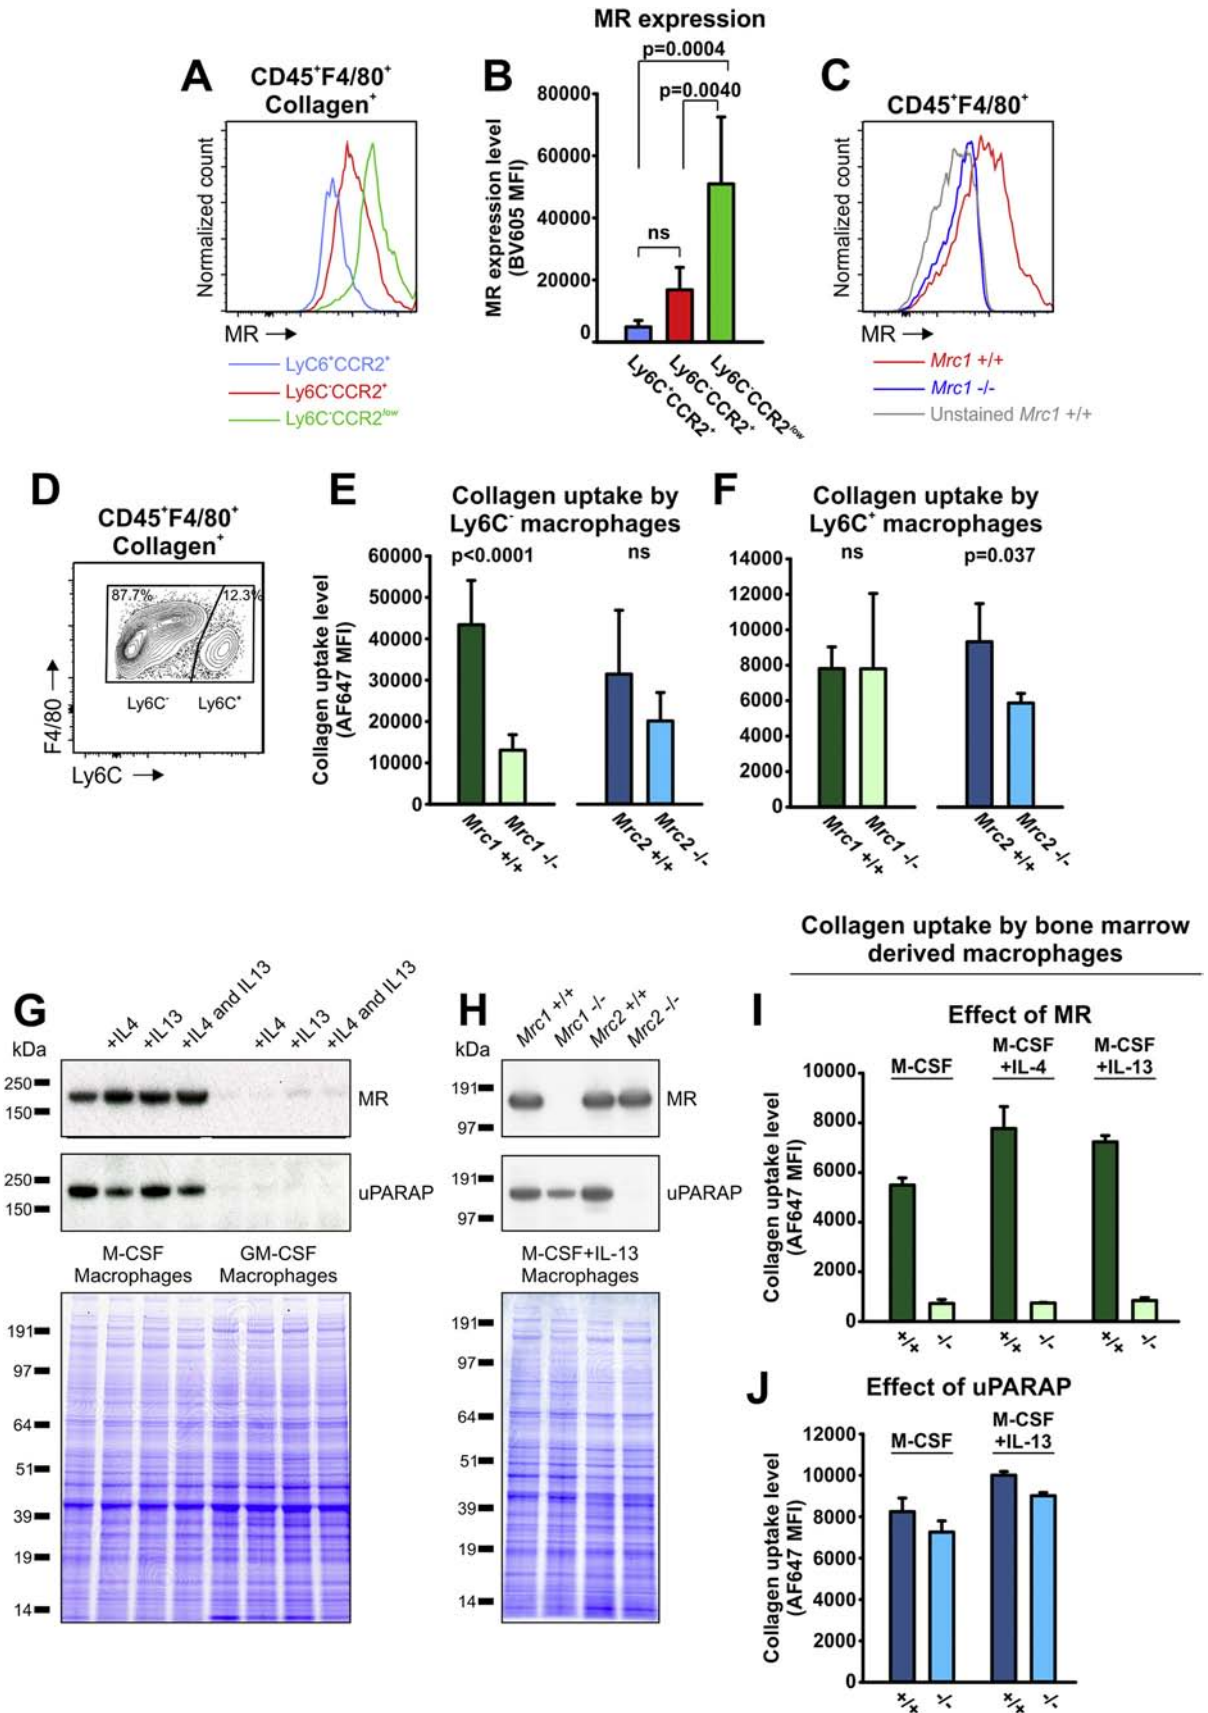 A
CD45⁺F4/80⁺
Collagen⁺
Normalized count
MR
LyC6⁺CCR2⁺
Ly6C⁻CCR2⁺
Ly6C⁻CCR2low
B
MR expression
p=0.0004
p=0.0040
ns
MR expression level
(BV605 MFI)
80000
60000
40000
20000
0
Ly6C⁺CCR2⁺
Ly6C⁻CCR2⁺
Ly6C⁻CCR2low
C
CD45⁺F4/80⁺
Normalized count
MR
Mrc1 +/+
Mrc1 -/-
Unstained Mrc1 +/+
D
CD45⁺F4/80⁺
Collagen⁺
87.7%
12.3%
Ly6C⁻
Ly6C⁺
F4/80
Ly6C
E
Collagen uptake by
Ly6C⁻ macrophages
p<0.0001
ns
Collagen uptake level
(AF647 MFI)
60000
50000
40000
30000
20000
10000
0
Mrc1 +/+
Mrc1 -/-
Mrc2 +/+
Mrc2 -/-
F
Collagen uptake by
Ly6C⁺ macrophages
ns
p=0.037
14000
12000
10000
8000
6000
4000
2000
0
Mrc1 +/+
Mrc1 -/-
Mrc2 +/+
Mrc2 -/-
G
+IL4
+IL13
+IL4 and IL13
+IL4
+IL13
+IL4 and IL13
kDa
250
150
MR
250
150
uPARAP
M-CSF
Macrophages
GM-CSF
Macrophages
191
97
64
51
39
19
14
H
Mrc1 +/+
Mrc1 -/-
Mrc2 +/+
Mrc2 -/-
kDa
191
97
MR
191
97
uPARAP
M-CSF+IL-13
Macrophages
191
97
64
51
39
19
14
Collagen uptake by bone marrow
derived macrophages
I
Effect of MR
M-CSF
M-CSF
+IL-4
M-CSF
+IL-13
Collagen uptake level
(AF647 MFI)
10000
8000
6000
4000
2000
0
+/+
-/-
+/+
-/-
+/+
-/-
J
Effect of uPARAP
M-CSF
M-CSF
+IL-13
Collagen uptake level
(AF647 MFI)
12000
10000
8000
6000
4000
2000
0
+/+
-/-
+/+
-/-